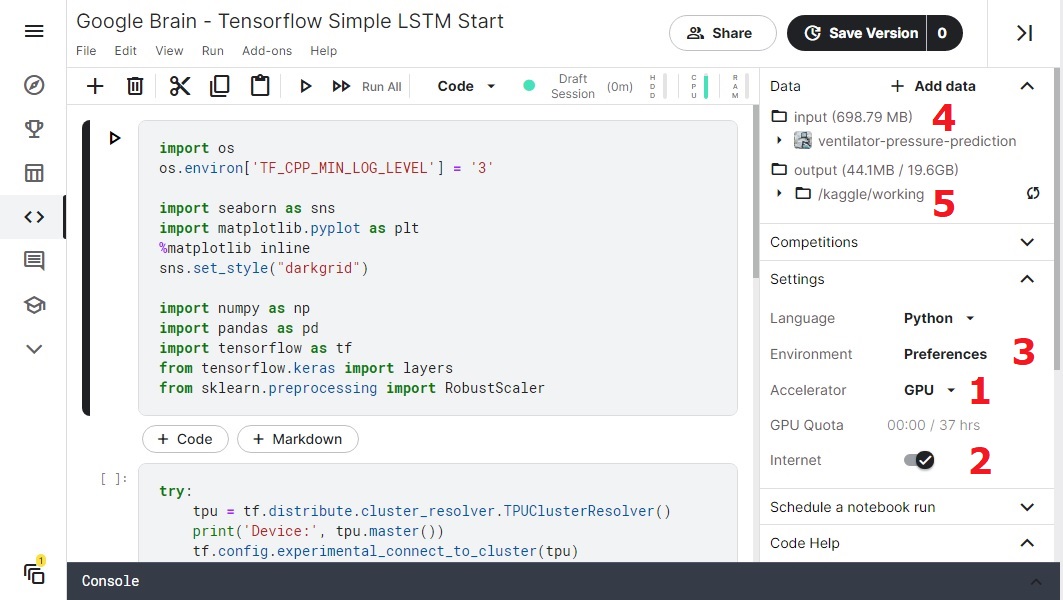 Google Brain - Tensorflow Simple LSTM Start
File Edit View Run Add-ons Help
Share
Save Version 0
Run All
Code
Draft Session (0m)
HDD
CPU
RAM
import os
os.environ['TF_CPP_MIN_LOG_LEVEL'] = '3'
import seaborn as sns
import matplotlib.pyplot as plt
%matplotlib inline
sns.set_style("darkgrid")
import numpy as np
import pandas as pd
import tensorflow as tf
from tensorflow.keras import layers
from sklearn.preprocessing import RobustScaler
+ Code + Markdown
[ ]:
try:
tpu = tf.distribute.cluster_resolver.TPUClusterResolver()
print('Device:', tpu.master())
tf.config.experimental_connect_to_cluster(tpu)
Console
1
Data + Add data
input (698.79 MB) 4
ventilator-pressure-prediction
output (44.1MB / 19.6GB)
/kaggle/working 5
Competitions
Settings
Language Python
Environment Preferences 3
Accelerator GPU 1
GPU Quota 00:00 / 37 hrs
Internet 2
Schedule a notebook run
Code Help